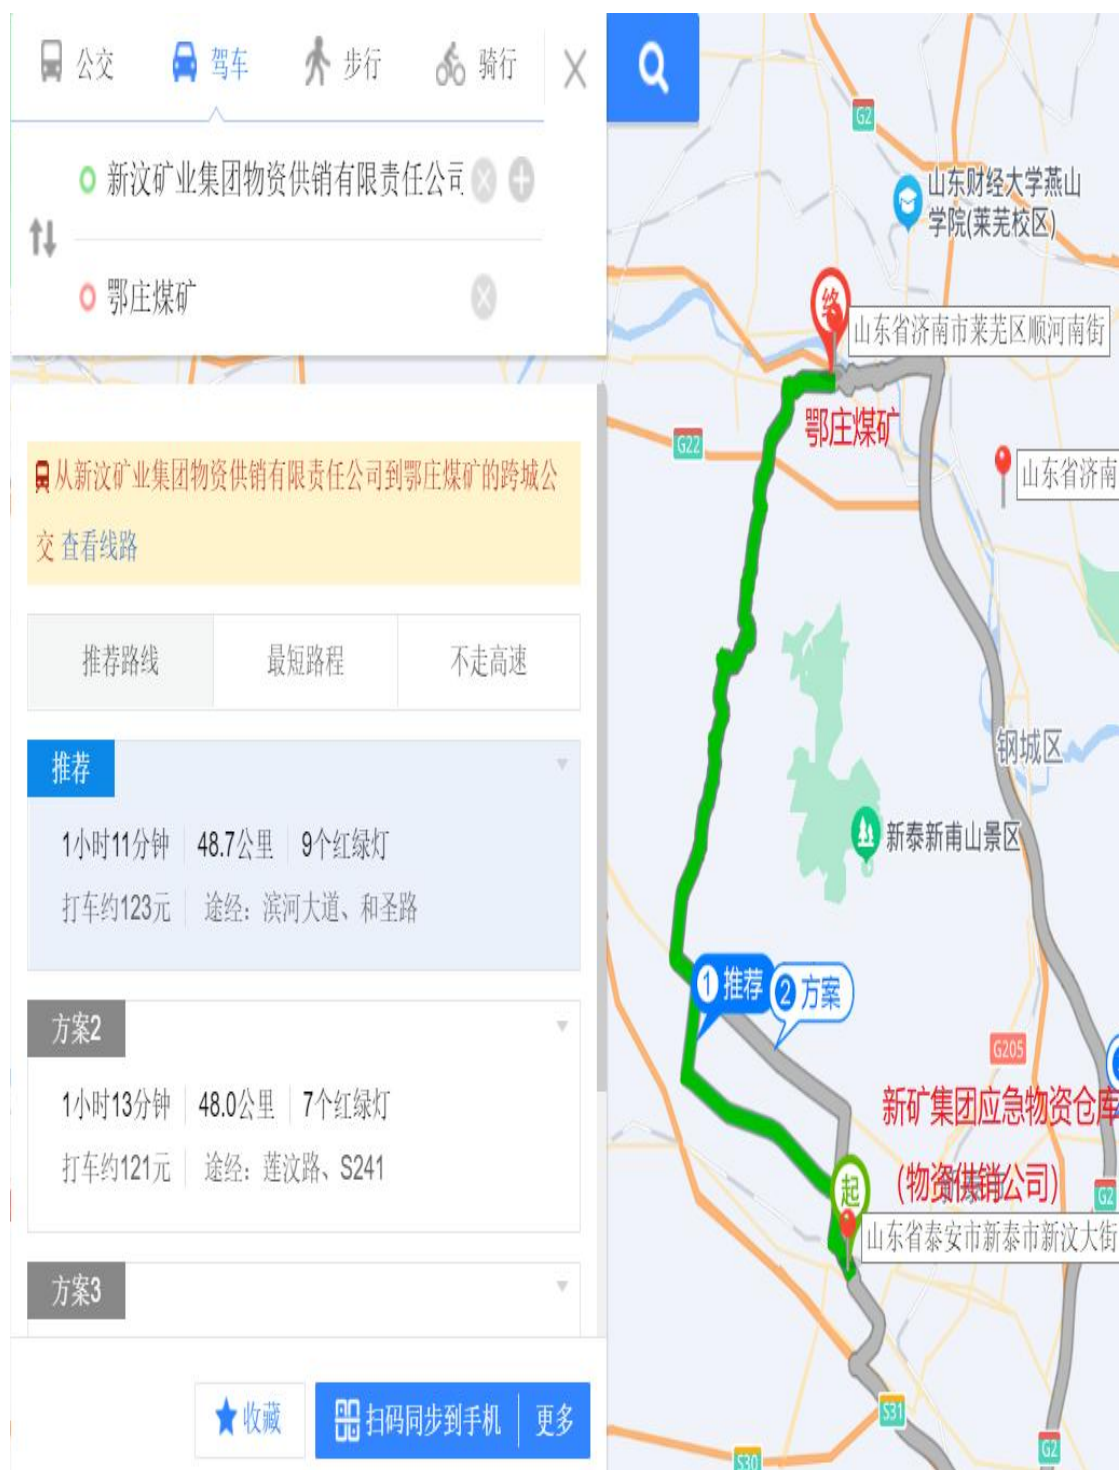 公交
驾车
步行
骑行
新汶矿业集团物资供销有限责任公司
鄂庄煤矿
从新汶矿业集团物资供销有限责任公司到鄂庄煤矿的跨城公
交 查看线路
推荐路线
最短路程
不走高速
推荐
1小时11分钟 48.7公里 9个红绿灯
打车约123元 途经：滨河大道、和圣路
方案2
1小时13分钟 48.0公里 7个红绿灯
打车约121元 途经：莲汶路、S241
方案3
收藏
扫码同步到手机 更多
G2
山东财经大学燕山
学院(莱芜校区)
终
山东省济南市莱芜区顺河南街
鄂庄煤矿
G22
山东省济南
钢城区
新泰新甫山景区
1 推荐
2 方案
G205
新矿集团应急物资仓库
(物资供销公司)
G2
起
山东省泰安市新泰市新汶大街
S31
G2
S30